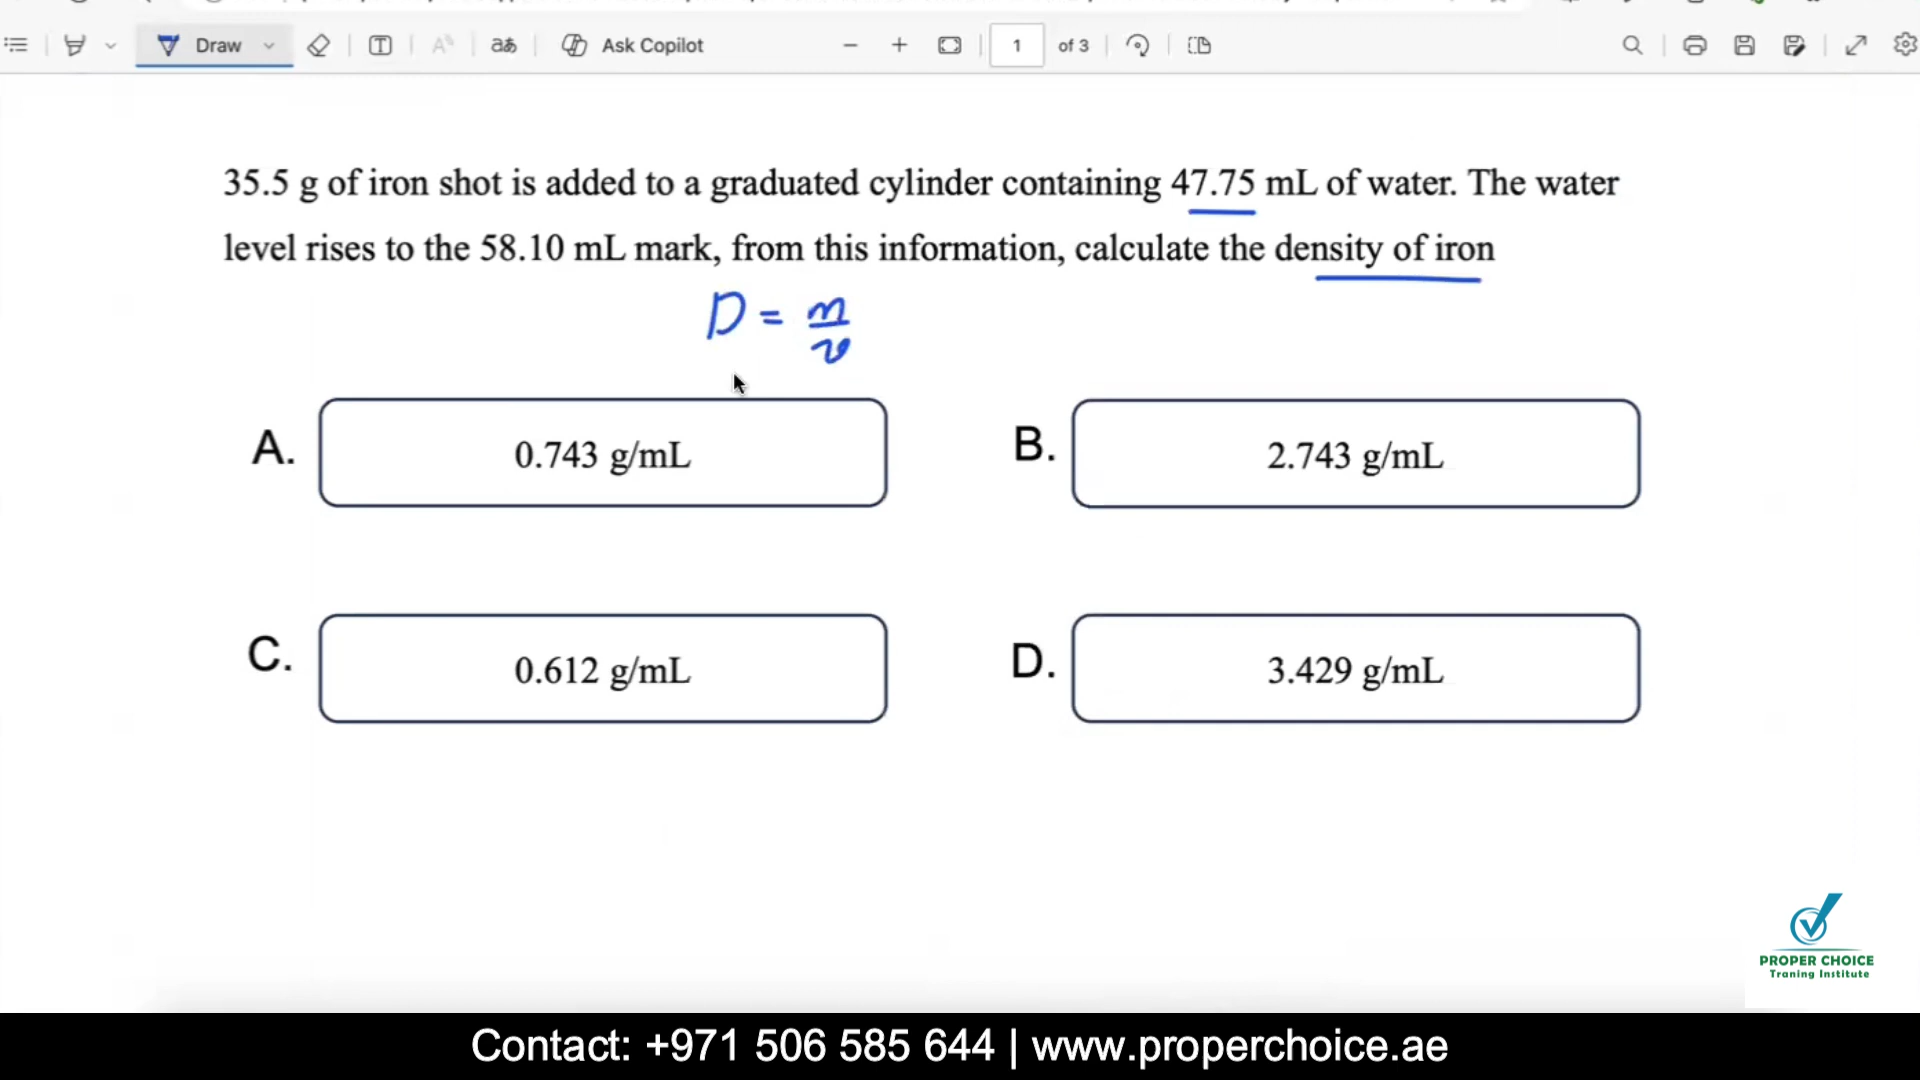 Draw
aあ
Ask Copilot
1
of 3
35.5 g of iron shot is added to a graduated cylinder containing 47.75 mL of water. The water
level rises to the 58.10 mL mark, from this information, calculate the density of iron
D = m
v
A.
0.743 g/mL
B.
2.743 g/mL
C.
0.612 g/mL
D.
3.429 g/mL
PROPER CHOICE
Traning Institute
Contact: +971 506 585 644 | www.properchoice.ae